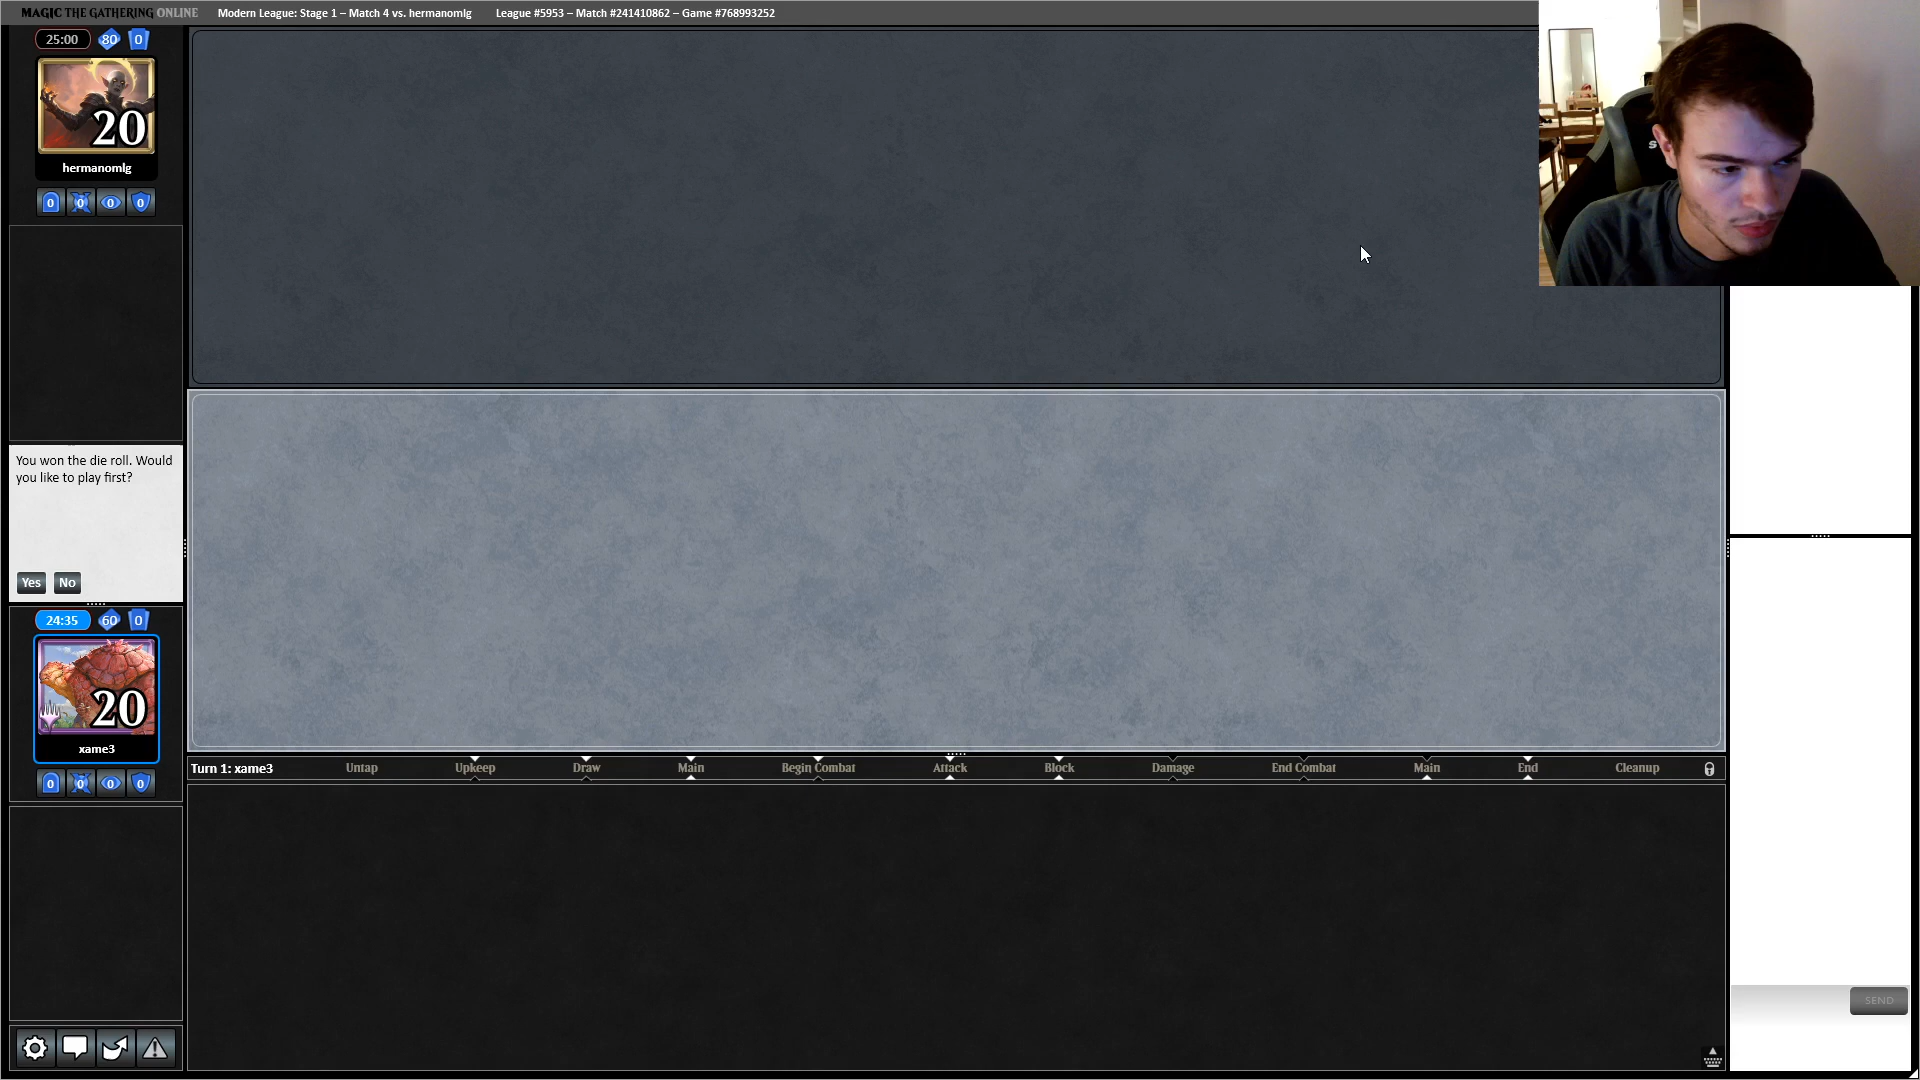 MAGIC THE GATHERING ONLINE Modern League: Stage 1 – Match 4 vs. hermanomlg League #5953 – Match #241410862 – Game #768993252
25:00 80 0
20
hermanomlg
0 0 0 0
You won the die roll. Would
you like to play first?
Yes No
24:35 60 0
20
xame3
0 0 0 0
Turn 1: xame3 Untap Upkeep Draw Main Begin Combat Attack Block Damage End Combat Main End Cleanup
SEND